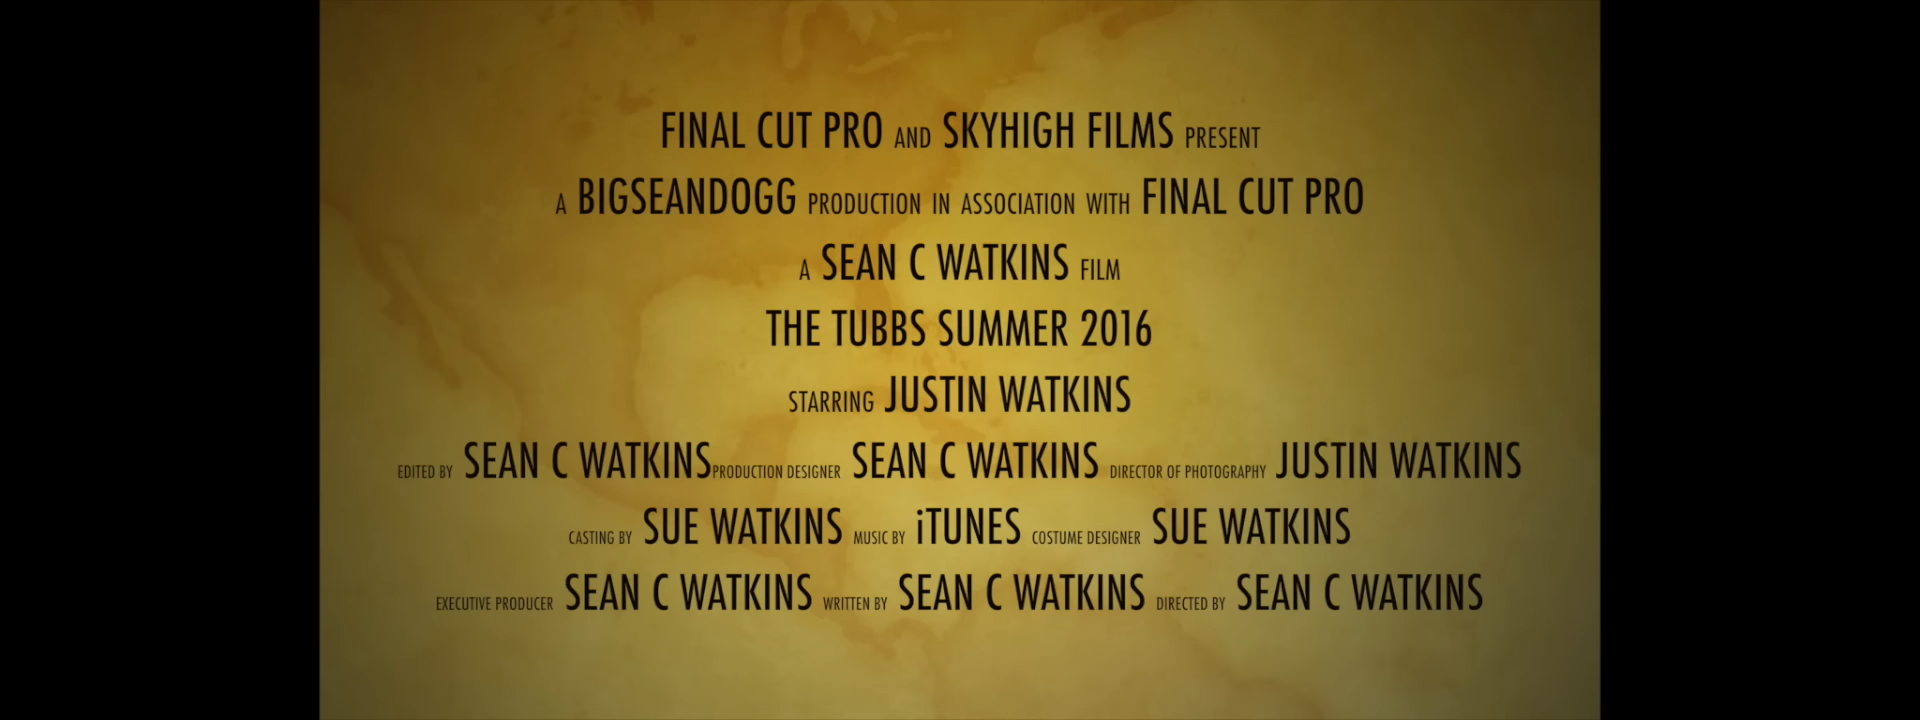 FINAL CUT PRO AND SKYHIGH FILMS PRESENT
A BIGSEANDOGG PRODUCTION IN ASSOCIATION WITH FINAL CUT PRO
A SEAN C WATKINS FILM
THE TUBBS SUMMER 2016
STARRING JUSTIN WATKINS
EDITED BY SEAN C WATKINS PRODUCTION DESIGNER SEAN C WATKINS DIRECTOR OF PHOTOGRAPHY JUSTIN WATKINS
CASTING BY SUE WATKINS MUSIC BY iTUNES COSTUME DESIGNER SUE WATKINS
EXECUTIVE PRODUCER SEAN C WATKINS WRITTEN BY SEAN C WATKINS DIRECTED BY SEAN C WATKINS